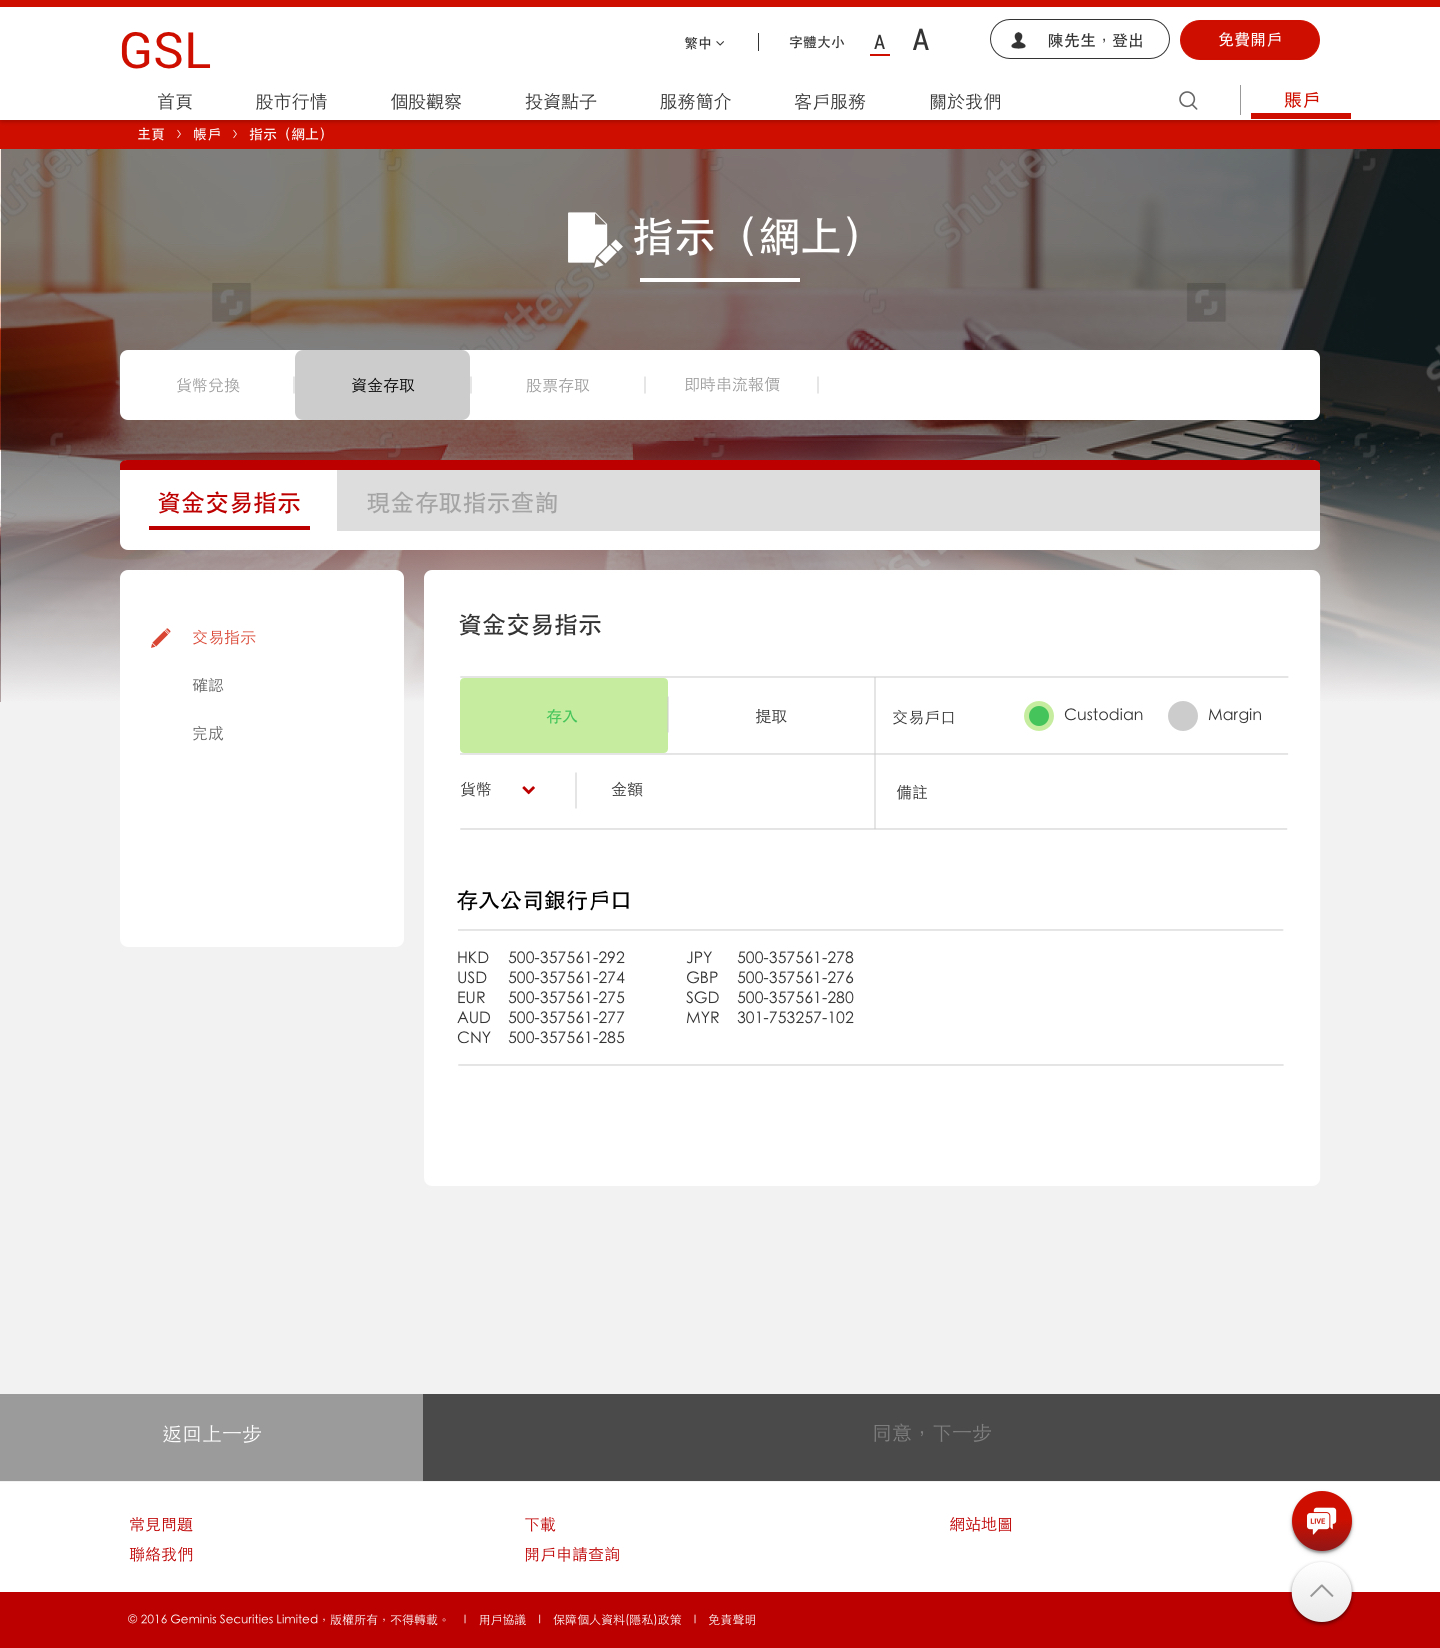 GSL
繁中
字體大小
A
A
陳先生，登出
免費開戶
首頁
股市行情
個股觀察
投資點子
服務簡介
客戶服務
關於我們
賬戶
主頁 〉 帳戶 〉 指示（網上）
指示（網上）
貨幣兌換
資金存取
股票存取
即時串流報價
資金交易指示
現金存取指示查詢
交易指示
確認
完成
資金交易指示
存入
提取
交易戶口
Custodian
Margin
貨幣
金額
備註
存入公司銀行戶口
HKD 500-357561-292 JPY 500-357561-278
USD 500-357561-274 GBP 500-357561-276
EUR 500-357561-275 SGD 500-357561-280
AUD 500-357561-277 MYR 301-753257-102
CNY 500-357561-285
返回上一步
同意，下一步
常見問題
下載
網站地圖
聯絡我們
開戶申請查詢
LIVE
© 2016 Geminis Securities Limited，版權所有，不得轉載。 | 用戶協議 | 保障個人資料(隱私)政策 | 免責聲明